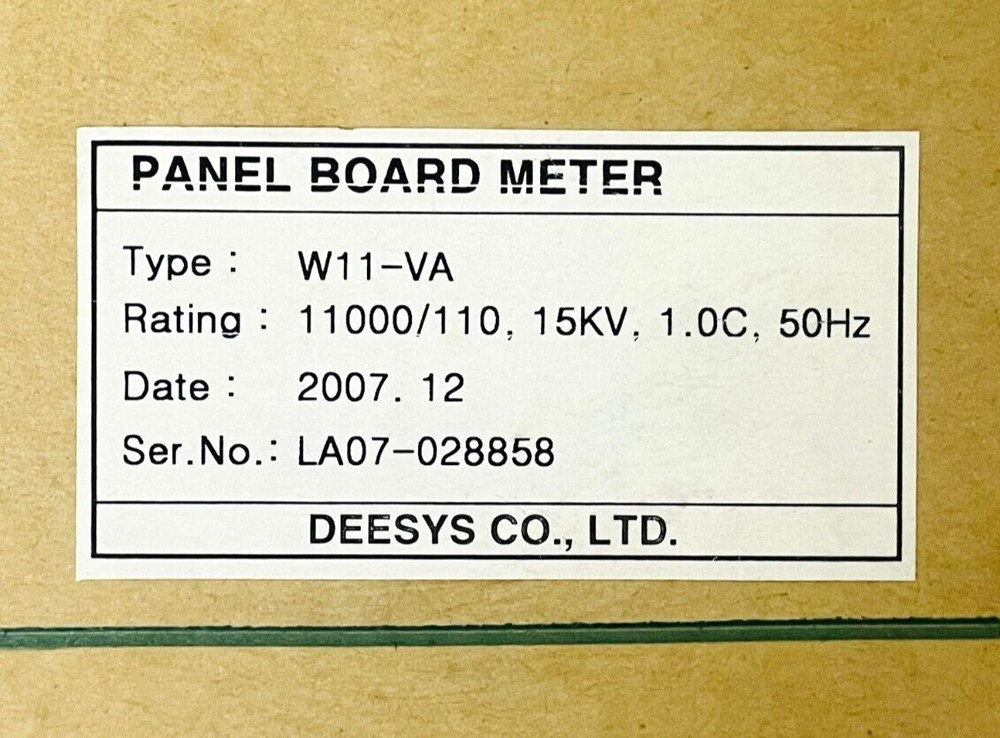 PANEL BOARD METER
Type : W11-VA
Rating : 11000/110, 15KV, 1.0C, 50Hz
Date : 2007. 12
Ser.No.: LA07-028858
DEESYS CO., LTD.